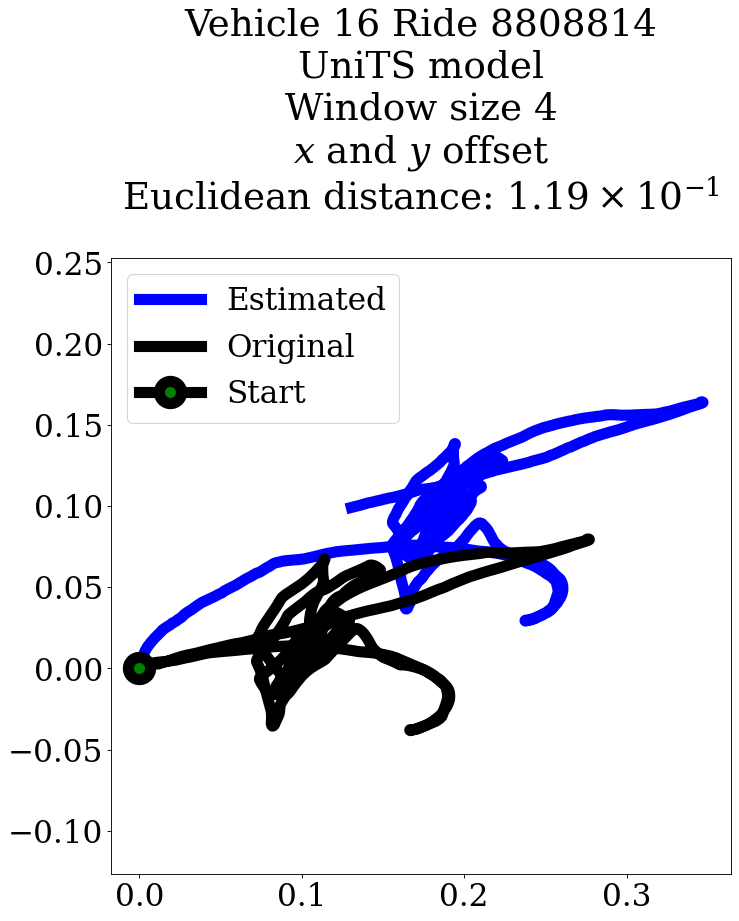 Vehicle 16 Ride 8808814
UniTS model
Window size 4
x and y offset
Euclidean distance: 1.19 × 10⁻¹
0.25
0.20
0.15
0.10
0.05
0.00
−0.05
−0.10
Estimated
Original
Start
0.0 0.1 0.2 0.3